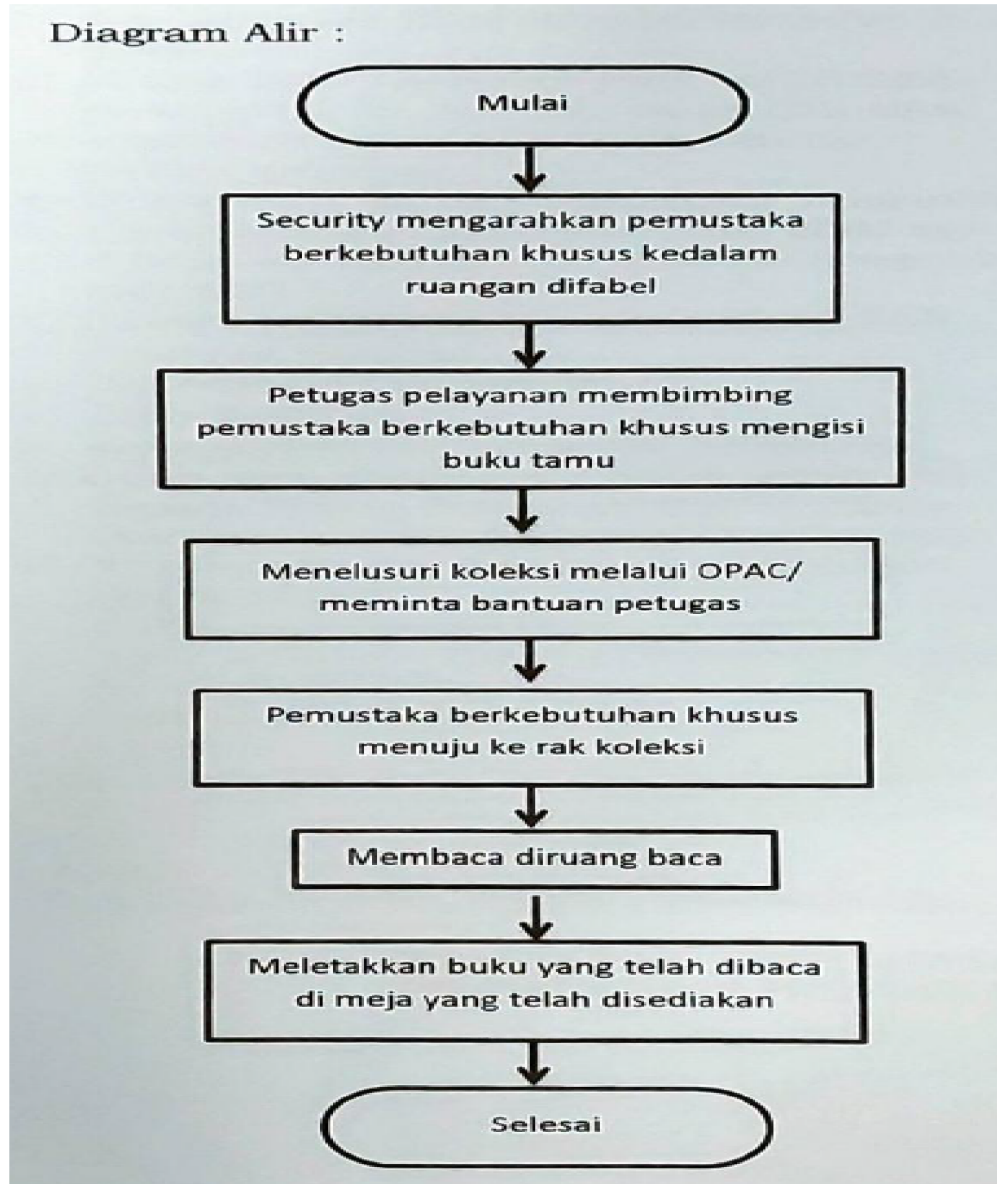 Diagram Alir :
Mulai
Security mengarahkan pemustaka
berkebutuhan khusus kedalam
ruangan difabel
Petugas pelayanan membimbing
pemustaka berkebutuhan khusus mengisi
buku tamu
Menelusuri koleksi melalui OPAC/
meminta bantuan petugas
Pemustaka berkebutuhan khusus
menuju ke rak koleksi
Membaca diruang baca
Meletakkan buku yang telah dibaca
di meja yang telah disediakan
Selesai